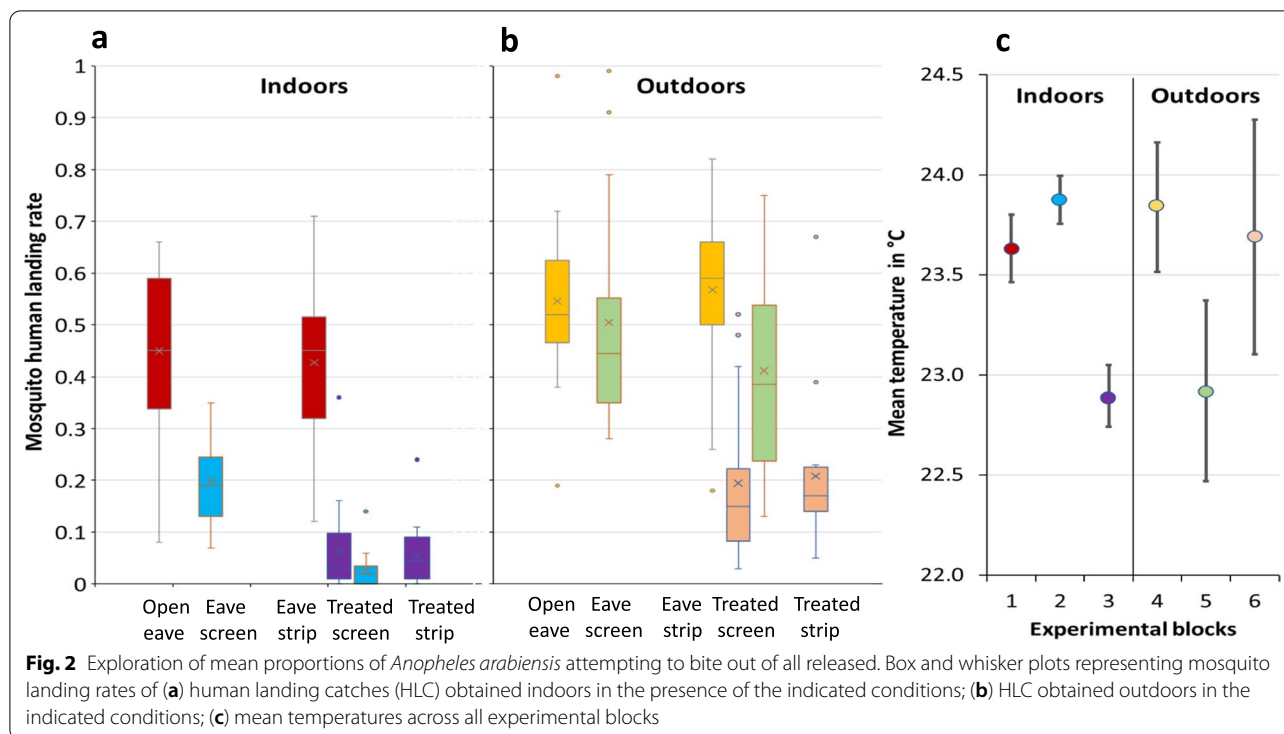 a
b
c
Indoors
Outdoors
Indoors
Outdoors
Mosquito human landing rate
1
0.9
0.8
0.7
0.6
0.5
0.4
0.3
0.2
0.1
0
Open eave
Eave screen
Eave strip
Treated screen
Treated strip
Open eave
Eave screen
Eave strip
Treated screen
Treated strip
Mean temperature in °C
24.5
24.0
23.5
23.0
22.5
22.0
1 2 3 4 5 6
Experimental blocks
Fig. 2 Exploration of mean proportions of Anopheles arabiensis attempting to bite out of all released. Box and whisker plots representing mosquito
landing rates of (a) human landing catches (HLC) obtained indoors in the presence of the indicated conditions; (b) HLC obtained outdoors in the
indicated conditions; (c) mean temperatures across all experimental blocks